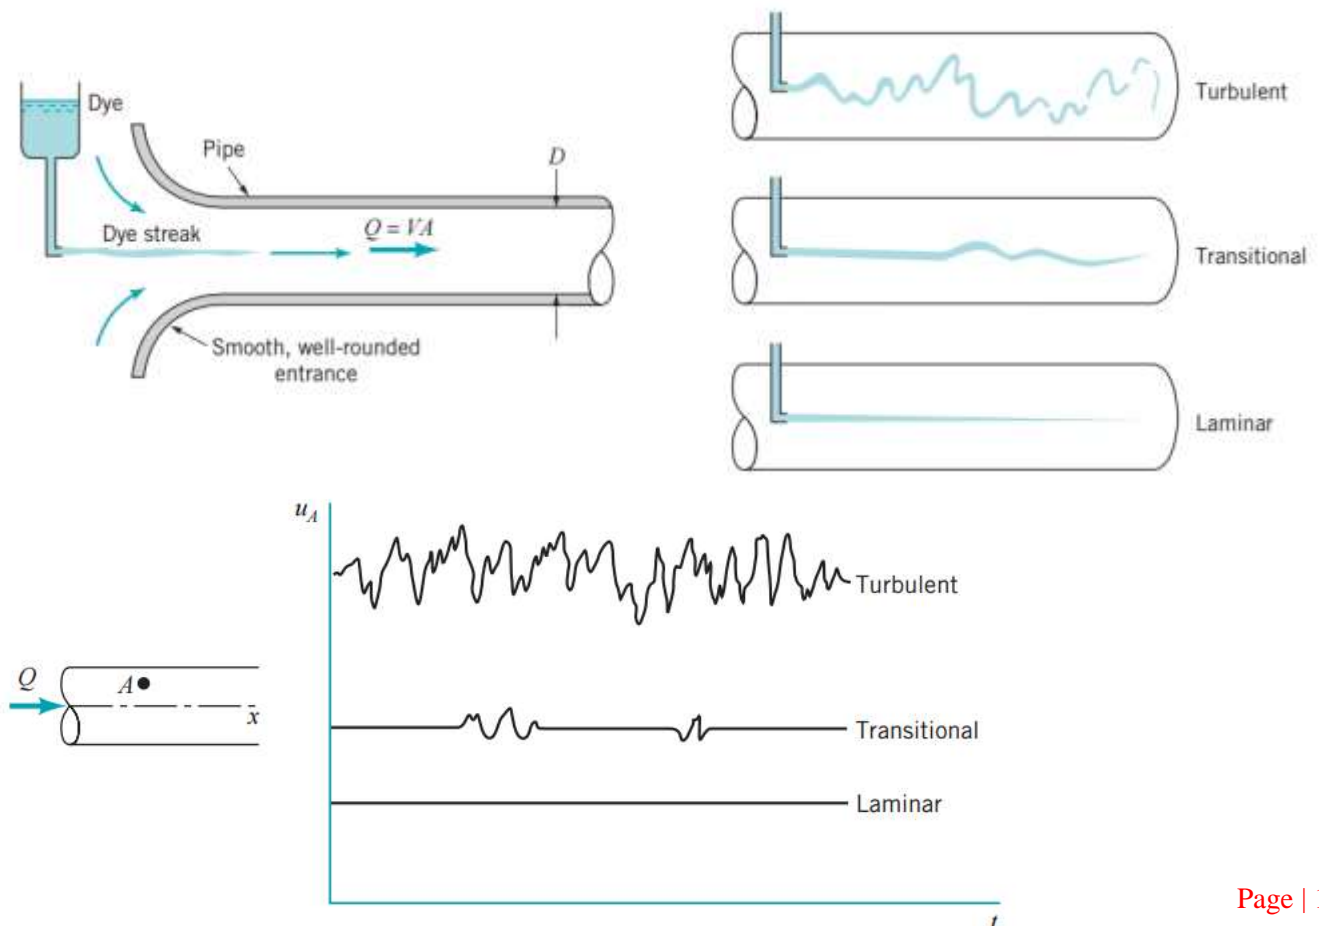 Dye
Pipe
D
Dye streak
Q = VA
Smooth, well-rounded
entrance
Turbulent
Transitional
Laminar
u_A
Turbulent
Transitional
Laminar
Q
A
x
t
Page |